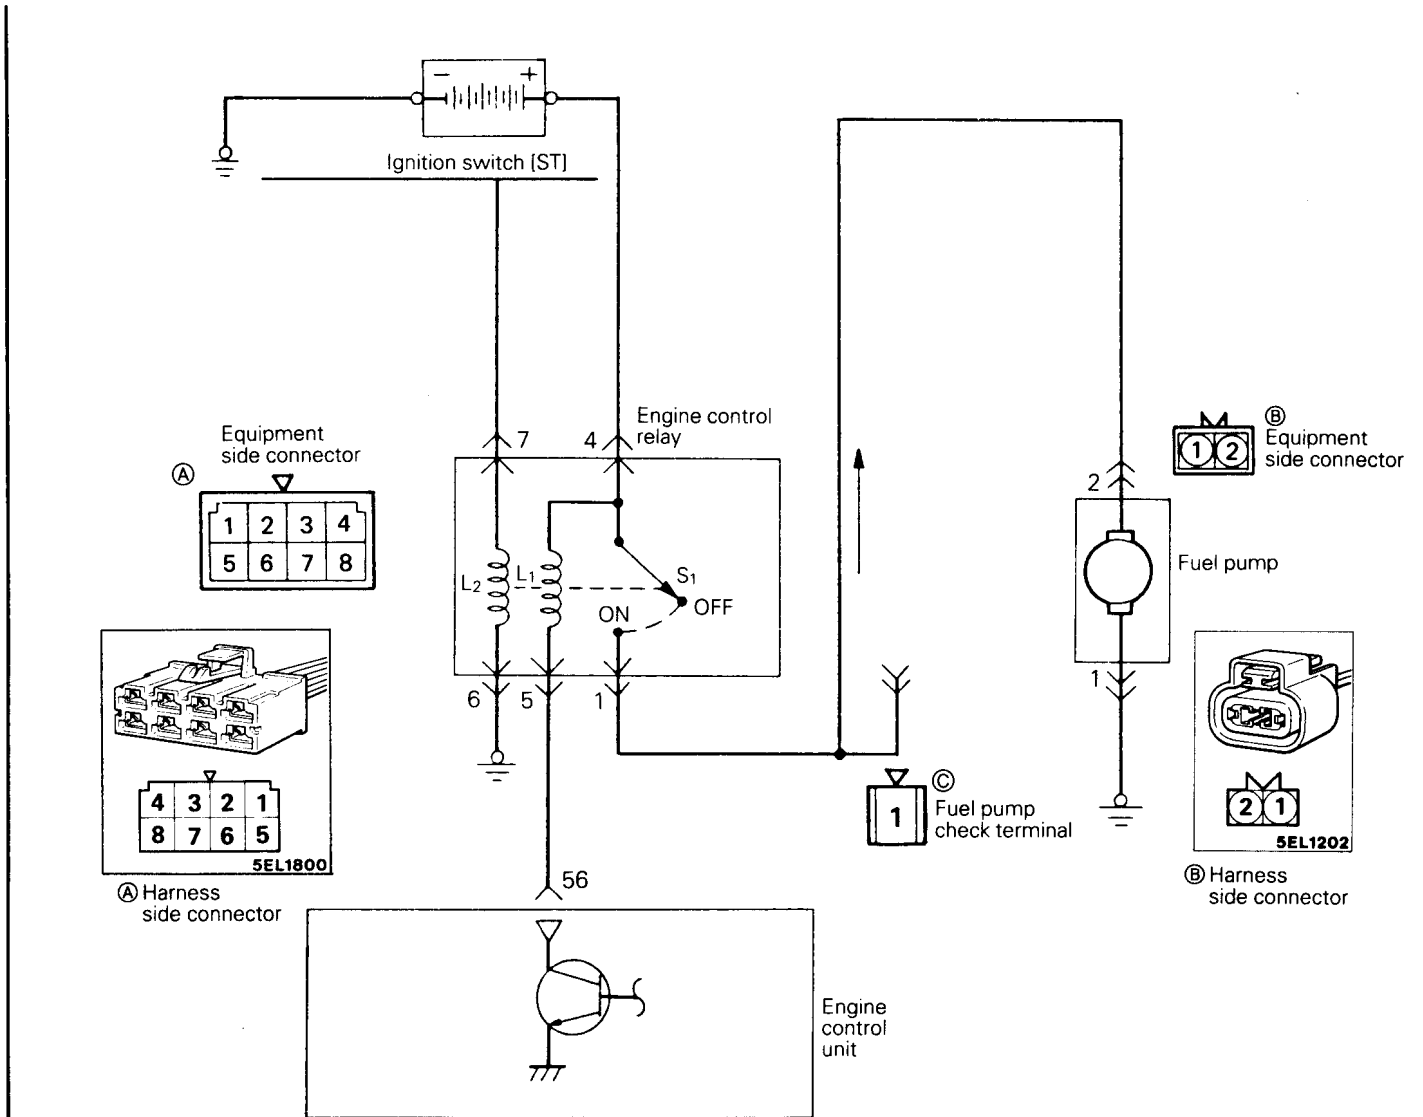 − +
Ignition switch [ST]
7
4
Engine control
relay
Equipment
side connector
Ⓐ
1 2 3 4
5 6 7 8
L2
L1
S1
OFF
ON
6
5
1
Ⓑ
Equipment
side connector
1 2
2
Fuel pump
1
4 3 2 1
8 7 6 5
5EL1800
Ⓐ Harness
side connector
Ⓒ
Fuel pump
check terminal
1
2 1
5EL1202
Ⓑ Harness
side connector
56
Engine
control
unit